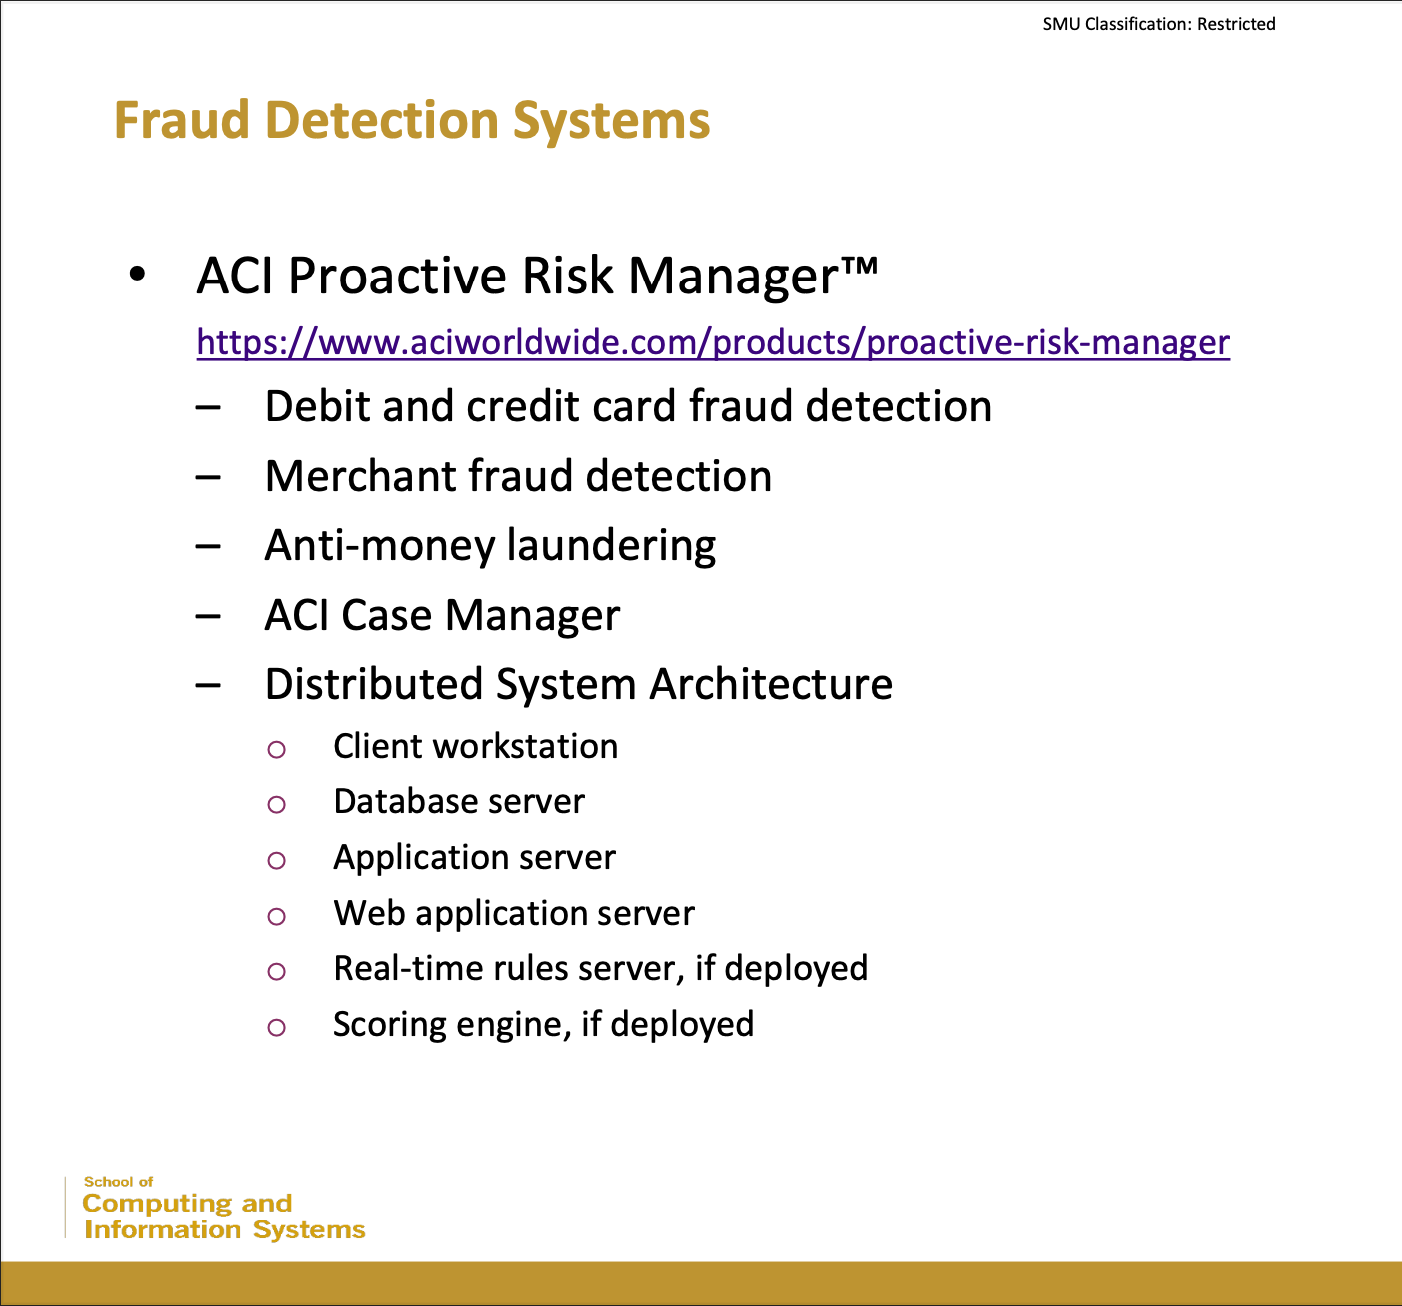 SMU Classification: Restricted
Fraud Detection Systems
• ACI Proactive Risk Manager™
https://www.aciworldwide.com/products/proactive-risk-manager
– Debit and credit card fraud detection
– Merchant fraud detection
– Anti-money laundering
– ACI Case Manager
– Distributed System Architecture
○ Client workstation
○ Database server
○ Application server
○ Web application server
○ Real-time rules server, if deployed
○ Scoring engine, if deployed
School of
Computing and
Information Systems